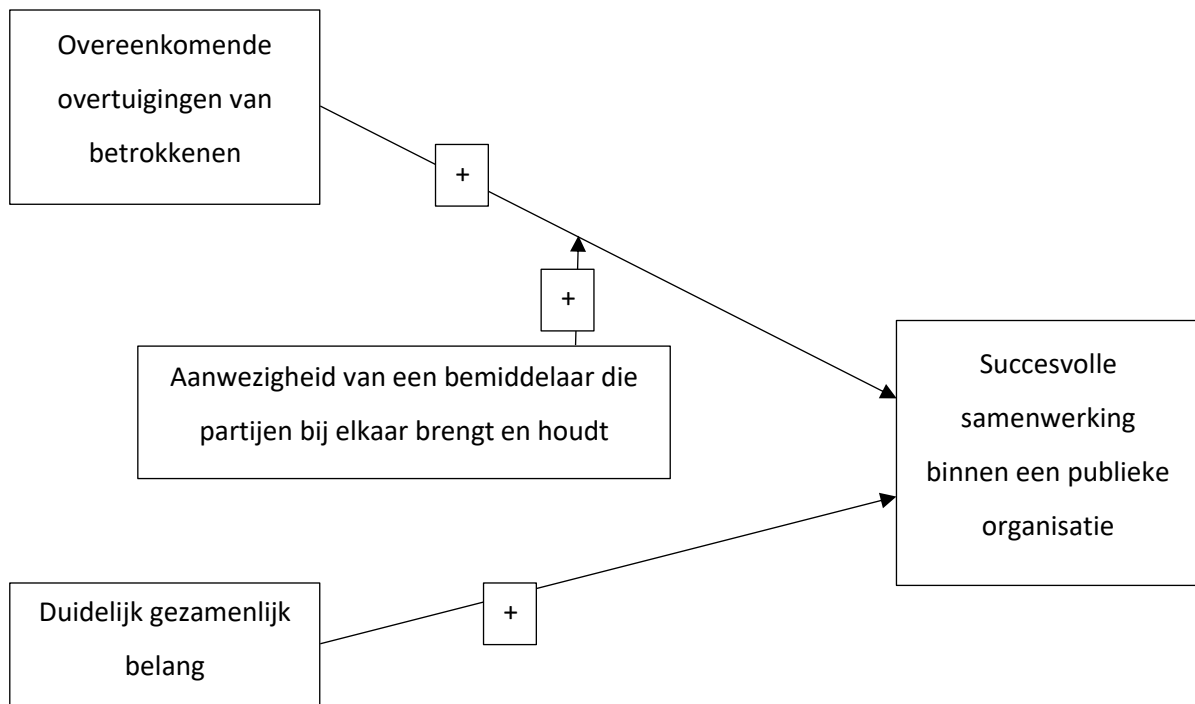 Overeenkomende
overtuigingen van
betrokkenen
+
+
Aanwezigheid van een bemiddelaar die
partijen bij elkaar brengt en houdt
Succesvolle
samenwerking
binnen een publieke
organisatie
Duidelijk gezamenlijk
belang
+